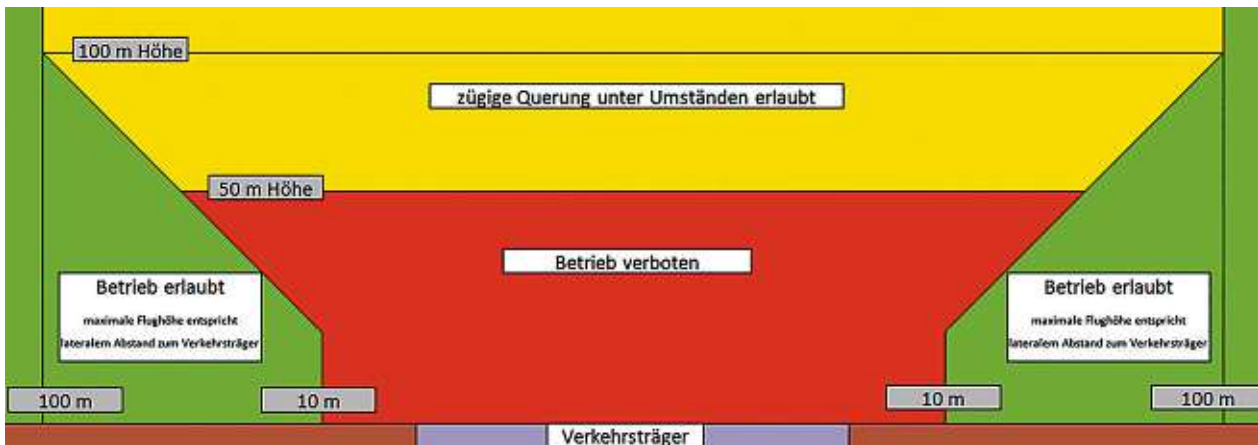 100 m Höhe
zügige Querung unter Umständen erlaubt
50 m Höhe
Betrieb verboten
Betrieb erlaubt
maximale Flughöhe entspricht
lateralem Abstand zum Verkehrsträger
Betrieb erlaubt
maximale Flughöhe entspricht
lateralem Abstand zum Verkehrsträger
100 m
10 m
10 m
100 m
Verkehrsträger